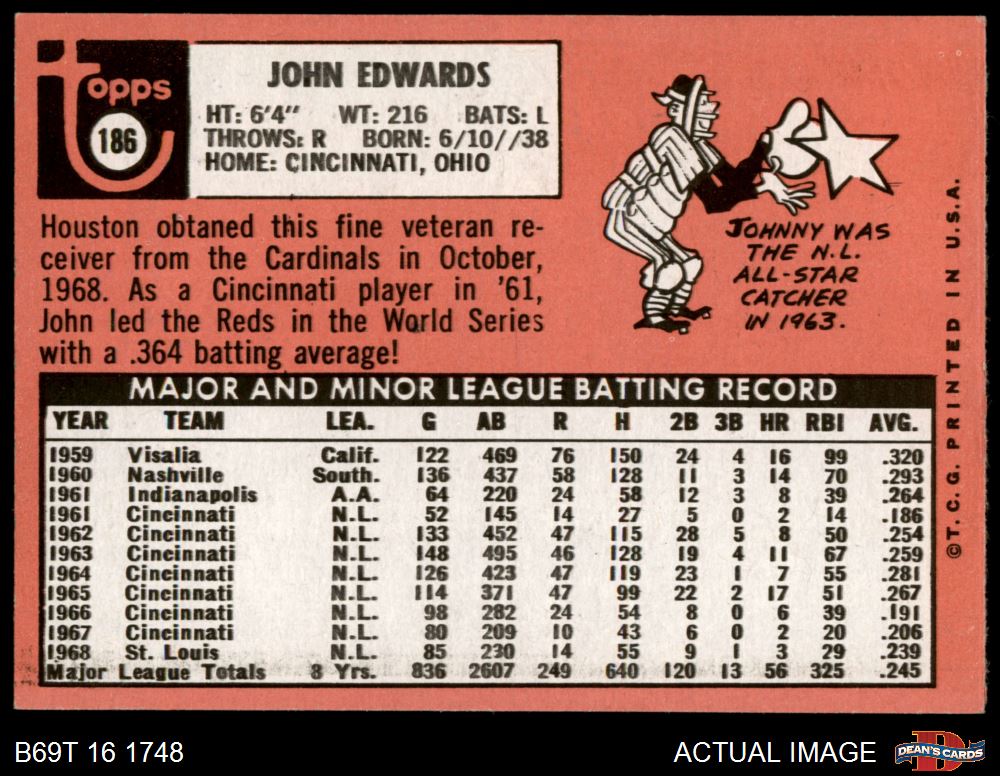 topps
186
JOHN EDWARDS
HT: 6'4" WT: 216 BATS: L
THROWS: R BORN: 6/10//38
HOME: CINCINNATI, OHIO
Houston obtaned this fine veteran re-
ceiver from the Cardinals in October,
1968. As a Cincinnati player in '61,
John led the Reds in the World Series
with a .364 batting average!
JOHNNY WAS
THE N.L.
ALL-STAR
CATCHER
IN 1963.
MAJOR AND MINOR LEAGUE BATTING RECORD
YEAR TEAM LEA. G AB R H 2B 3B HR RBI AVG.
1959 Visalia Calif. 122 469 76 150 24 4 16 99 .320
1960 Nashville South. 136 437 58 128 11 3 14 70 .293
1961 Indianapolis A.A. 64 220 24 58 12 3 8 39 .264
1961 Cincinnati N.L. 52 145 14 27 5 0 2 14 .186
1962 Cincinnati N.L. 133 452 47 115 28 5 8 50 .254
1963 Cincinnati N.L. 148 495 46 128 19 4 11 67 .259
1964 Cincinnati N.L. 126 423 47 119 23 1 7 55 .281
1965 Cincinnati N.L. 114 371 47 99 22 2 17 51 .267
1966 Cincinnati N.L. 98 282 24 54 8 0 6 39 .191
1967 Cincinnati N.L. 80 209 10 43 6 0 2 20 .206
1968 St. Louis N.L. 85 230 14 55 9 1 3 29 .239
Major League Totals 8 Yrs. 836 2607 249 640 120 13 56 325 .245
©T.C.G. PRINTED IN U.S.A.
B69T 16 1748
ACTUAL IMAGE
D
DEAN'S CARDS